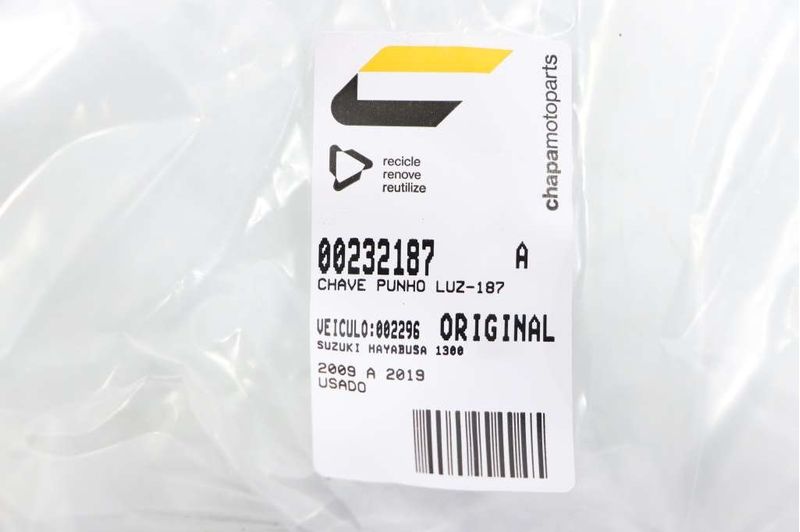 chapamotoparts
recicle
renove
reutilize
00232187 A
CHAVE PUNHO LUZ-187
VEICULO:002296 ORIGINAL
SUZUKI HAYABUSA 1300
2009 A 2019
USADO